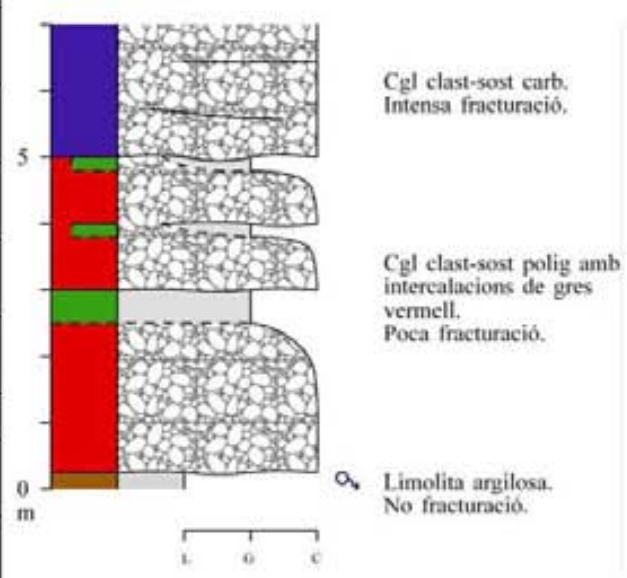 Cgl clast-sost carb.
Intensa fracturació.
5
Cgl clast-sost polig amb
intercalacions de gres
vermell.
Poca fracturació.
0
m
Limolita argilosa.
No fracturació.
L G C